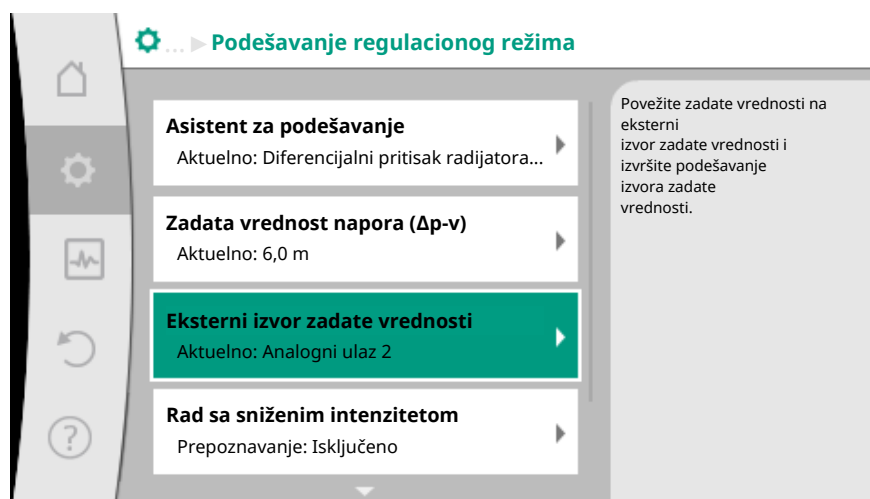 ... Podešavanje regulacionog režima
Asistent za podešavanje
Aktuelno: Diferencijalni pritisak radijatora...
Zadata vrednost napora (Δp-v)
Aktuelno: 6,0 m
Eksterni izvor zadate vrednosti
Aktuelno: Analogni ulaz 2
Rad sa sniženim intenzitetom
Prepoznavanje: Isključeno
Povežite zadate vrednosti na
eksterni
izvor zadate vrednosti i
izvršite podešavanje
izvora zadate
vrednosti.
?